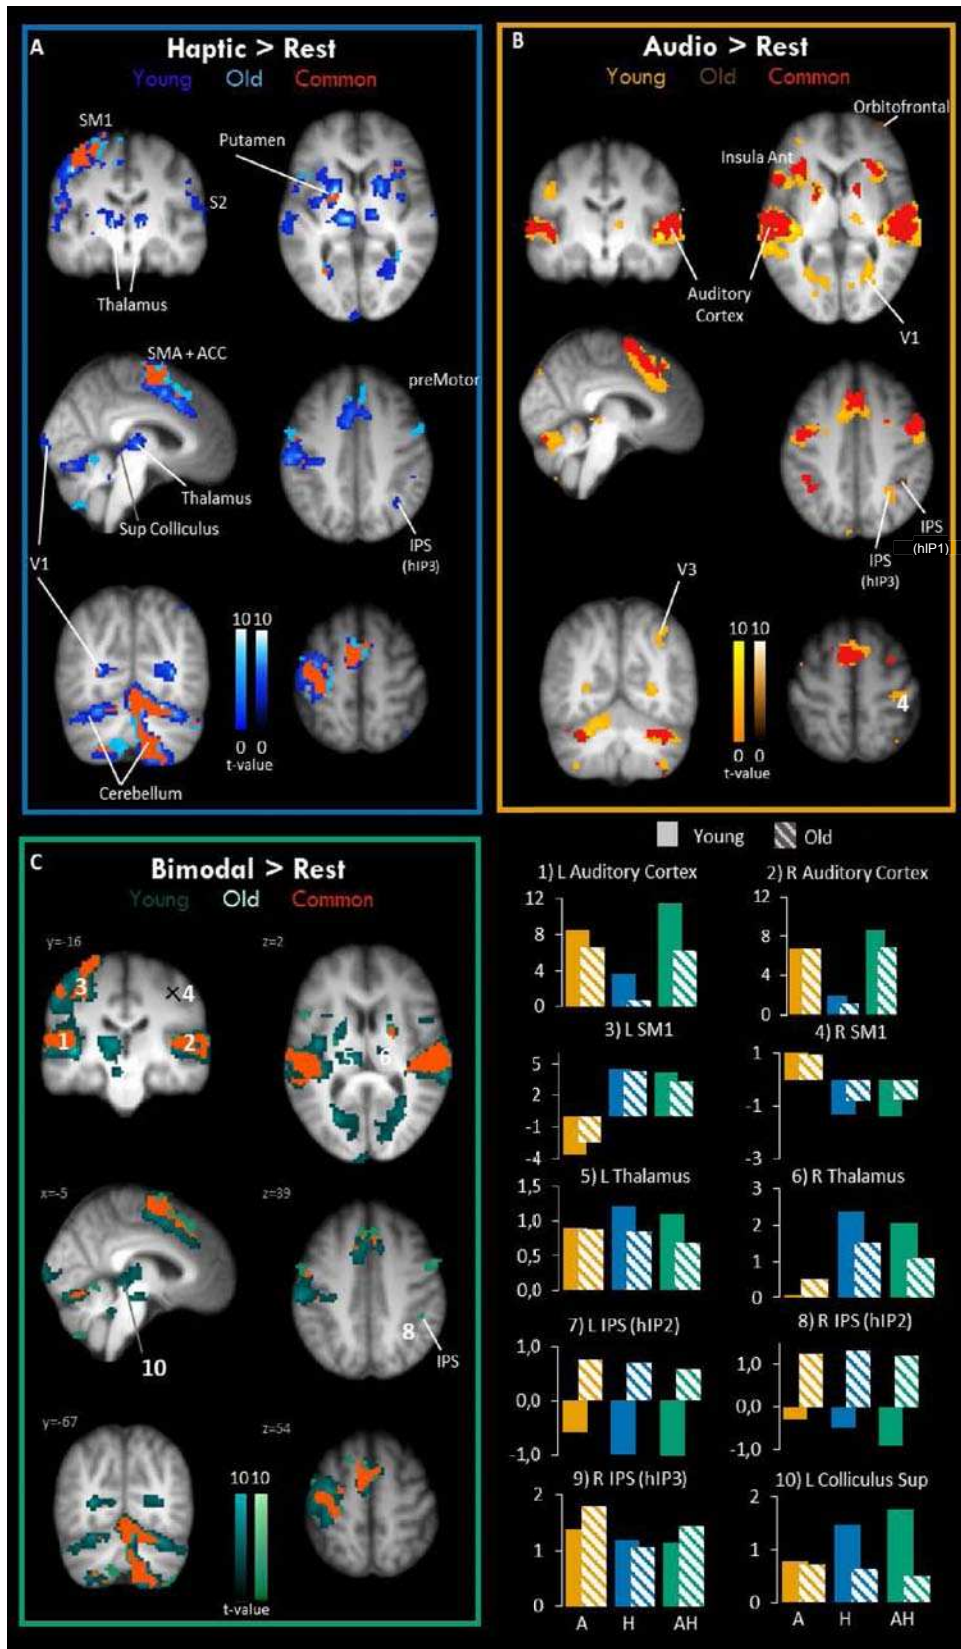 A
Haptic > Rest
Young Old Common
SM1
Putamen
S2
Thalamus
SMA + ACC
preMotor
Thalamus
Sup Colliculus
IPS
(hIP3)
V1
10 10
0 0
t-value
Cerebellum
B
Audio > Rest
Young Old Common
Orbitofrontal
Insula Ant
Auditory
Cortex
V1
IPS
(hIP1)
IPS
(hIP3)
V3
10 10
4
0 0
t-value
C
Bimodal > Rest
Young Old Common
y=-16
z=2
3
4
1
2
5
6
x=-5
z=39
8
IPS
10
y=-67
z=54
10 10
t-value
Young Old
1) L Auditory Cortex
12
8
4
0
2) R Auditory Cortex
12
8
4
0
3) L SM1
5
2
-1
-4
4) R SM1
1
-1
-3
5) L Thalamus
1,5
1,0
0,5
0,0
6) R Thalamus
3
2
1
0
7) L IPS (hIP2)
1,0
0,0
-1,0
8) R IPS (hIP2)
1,0
0,0
-1,0
9) R IPS (hIP3)
2
1
0
A H AH
10) L Colliculus Sup
2
1
0
A H AH